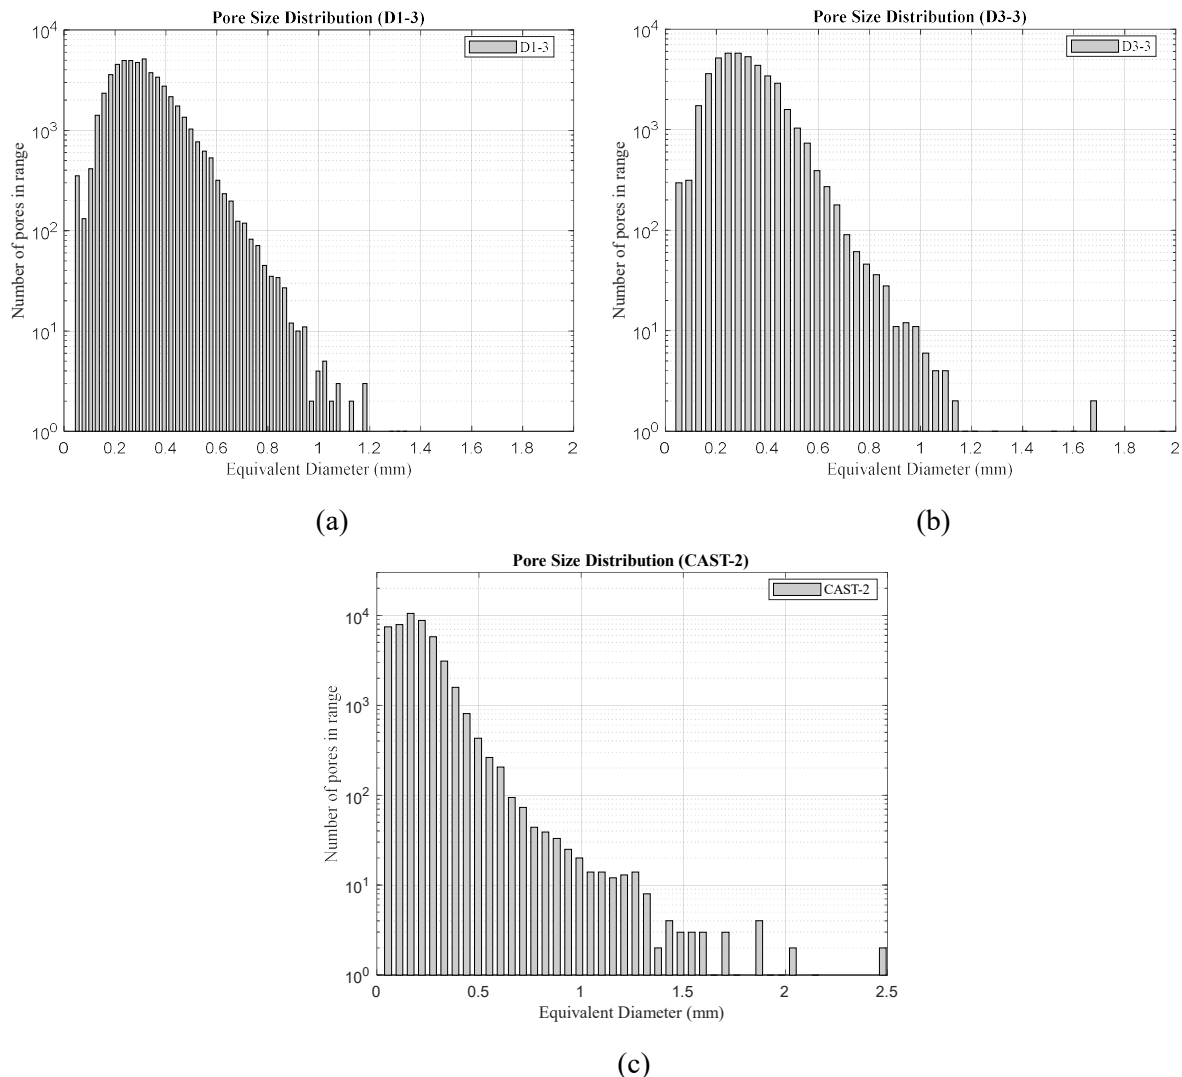 Pore Size Distribution (D1-3)
D1-3
Number of pores in range
10^4
10^3
10^2
10^1
10^0
0 0.2 0.4 0.6 0.8 1 1.2 1.4 1.6 1.8 2
Equivalent Diameter (mm)
(a)
Pore Size Distribution (D3-3)
D3-3
Number of pores in range
10^4
10^3
10^2
10^1
10^0
0 0.2 0.4 0.6 0.8 1 1.2 1.4 1.6 1.8 2
Equivalent Diameter (mm)
(b)
Pore Size Distribution (CAST-2)
CAST-2
Number of pores in range
10^4
10^3
10^2
10^1
10^0
0 0.5 1 1.5 2 2.5
Equivalent Diameter (mm)
(c)